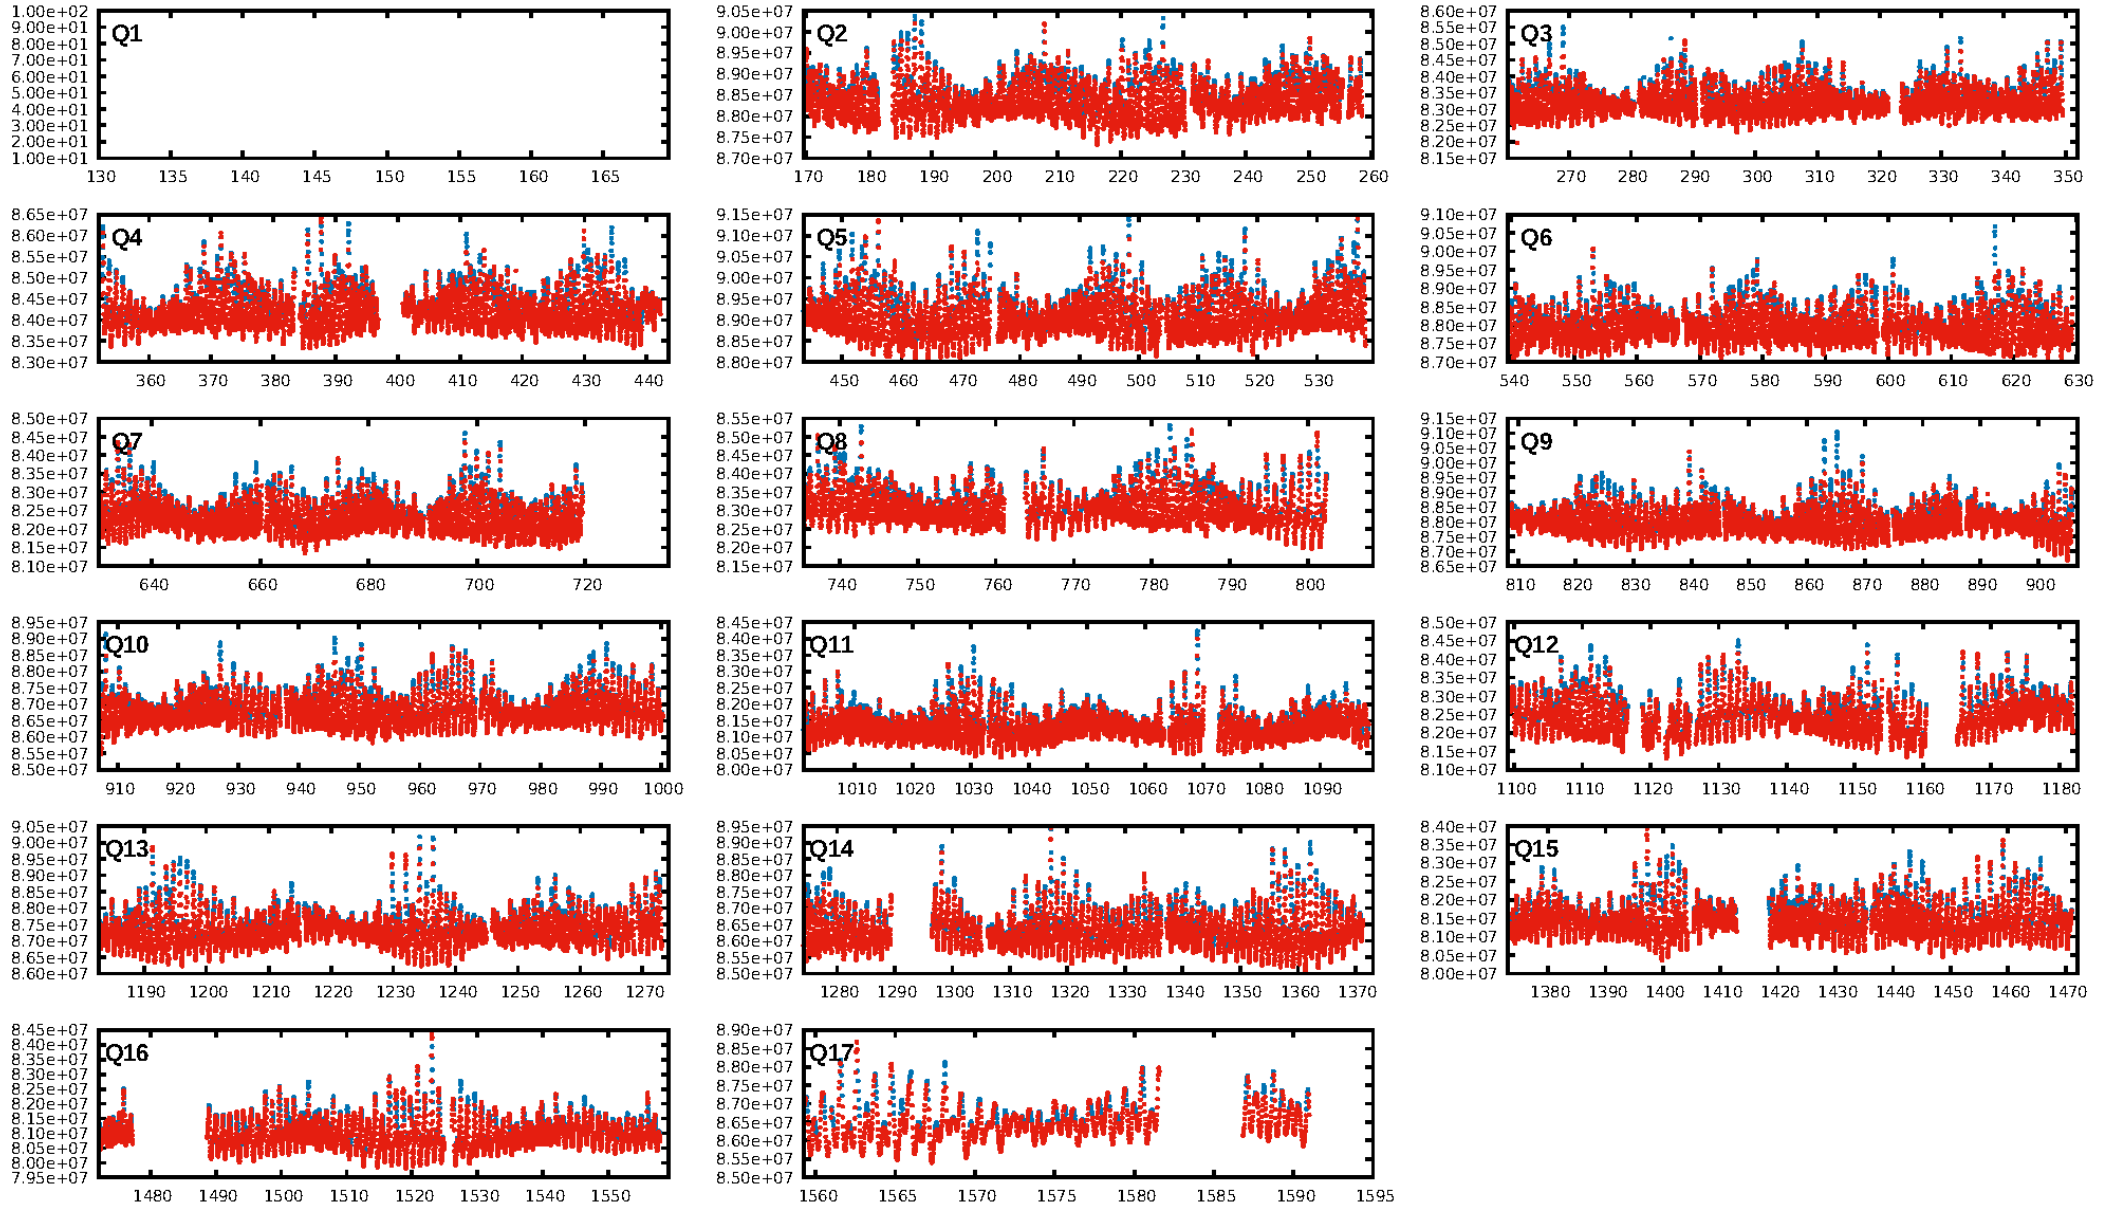 1.00e+02
9.00e+01
8.00e+01
7.00e+01
6.00e+01
5.00e+01
4.00e+01
3.00e+01
2.00e+01
1.00e+01
Q1
130 135 140 145 150 155 160 165
9.05e+07
9.00e+07
8.95e+07
8.90e+07
8.85e+07
8.80e+07
8.75e+07
8.70e+07
Q2
170 180 190 200 210 220 230 240 250 260
8.60e+07
8.55e+07
8.50e+07
8.45e+07
8.40e+07
8.35e+07
8.30e+07
8.25e+07
8.20e+07
8.15e+07
Q3
270 280 290 300 310 320 330 340 350
8.65e+07
8.60e+07
8.55e+07
8.50e+07
8.45e+07
8.40e+07
8.35e+07
8.30e+07
Q4
360 370 380 390 400 410 420 430 440
9.15e+07
9.10e+07
9.05e+07
9.00e+07
8.95e+07
8.90e+07
8.85e+07
8.80e+07
Q5
450 460 470 480 490 500 510 520 530
9.10e+07
9.05e+07
9.00e+07
8.95e+07
8.90e+07
8.85e+07
8.80e+07
8.75e+07
8.70e+07
Q6
540 550 560 570 580 590 600 610 620 630
8.50e+07
8.45e+07
8.40e+07
8.35e+07
8.30e+07
8.25e+07
8.20e+07
8.15e+07
8.10e+07
Q7
640 660 680 700 720
8.55e+07
8.50e+07
8.45e+07
8.40e+07
8.35e+07
8.30e+07
8.25e+07
8.20e+07
8.15e+07
Q8
740 750 760 770 780 790 800
9.15e+07
9.10e+07
9.05e+07
9.00e+07
8.95e+07
8.90e+07
8.85e+07
8.80e+07
8.75e+07
8.70e+07
8.65e+07
Q9
810 820 830 840 850 860 870 880 890 900
8.95e+07
8.90e+07
8.85e+07
8.80e+07
8.75e+07
8.70e+07
8.65e+07
8.60e+07
8.55e+07
8.50e+07
Q10
910 920 930 940 950 960 970 980 990 1000
8.45e+07
8.40e+07
8.35e+07
8.30e+07
8.25e+07
8.20e+07
8.15e+07
8.10e+07
8.05e+07
8.00e+07
Q11
1010 1020 1030 1040 1050 1060 1070 1080 1090
8.50e+07
8.45e+07
8.40e+07
8.35e+07
8.30e+07
8.25e+07
8.20e+07
8.15e+07
8.10e+07
Q12
1100 1110 1120 1130 1140 1150 1160 1170 1180
9.05e+07
9.00e+07
8.95e+07
8.90e+07
8.85e+07
8.80e+07
8.75e+07
8.70e+07
8.65e+07
8.60e+07
Q13
1190 1200 1210 1220 1230 1240 1250 1260 1270
8.95e+07
8.90e+07
8.85e+07
8.80e+07
8.75e+07
8.70e+07
8.65e+07
8.60e+07
8.55e+07
8.50e+07
Q14
1280 1290 1300 1310 1320 1330 1340 1350 1360 1370
8.40e+07
8.35e+07
8.30e+07
8.25e+07
8.20e+07
8.15e+07
8.10e+07
8.05e+07
8.00e+07
Q15
1380 1390 1400 1410 1420 1430 1440 1450 1460 1470
8.45e+07
8.40e+07
8.35e+07
8.30e+07
8.25e+07
8.20e+07
8.15e+07
8.10e+07
8.05e+07
8.00e+07
7.95e+07
Q16
1480 1490 1500 1510 1520 1530 1540 1550
8.90e+07
8.85e+07
8.80e+07
8.75e+07
8.70e+07
8.65e+07
8.60e+07
8.55e+07
8.50e+07
Q17
1560 1565 1570 1575 1580 1585 1590 1595